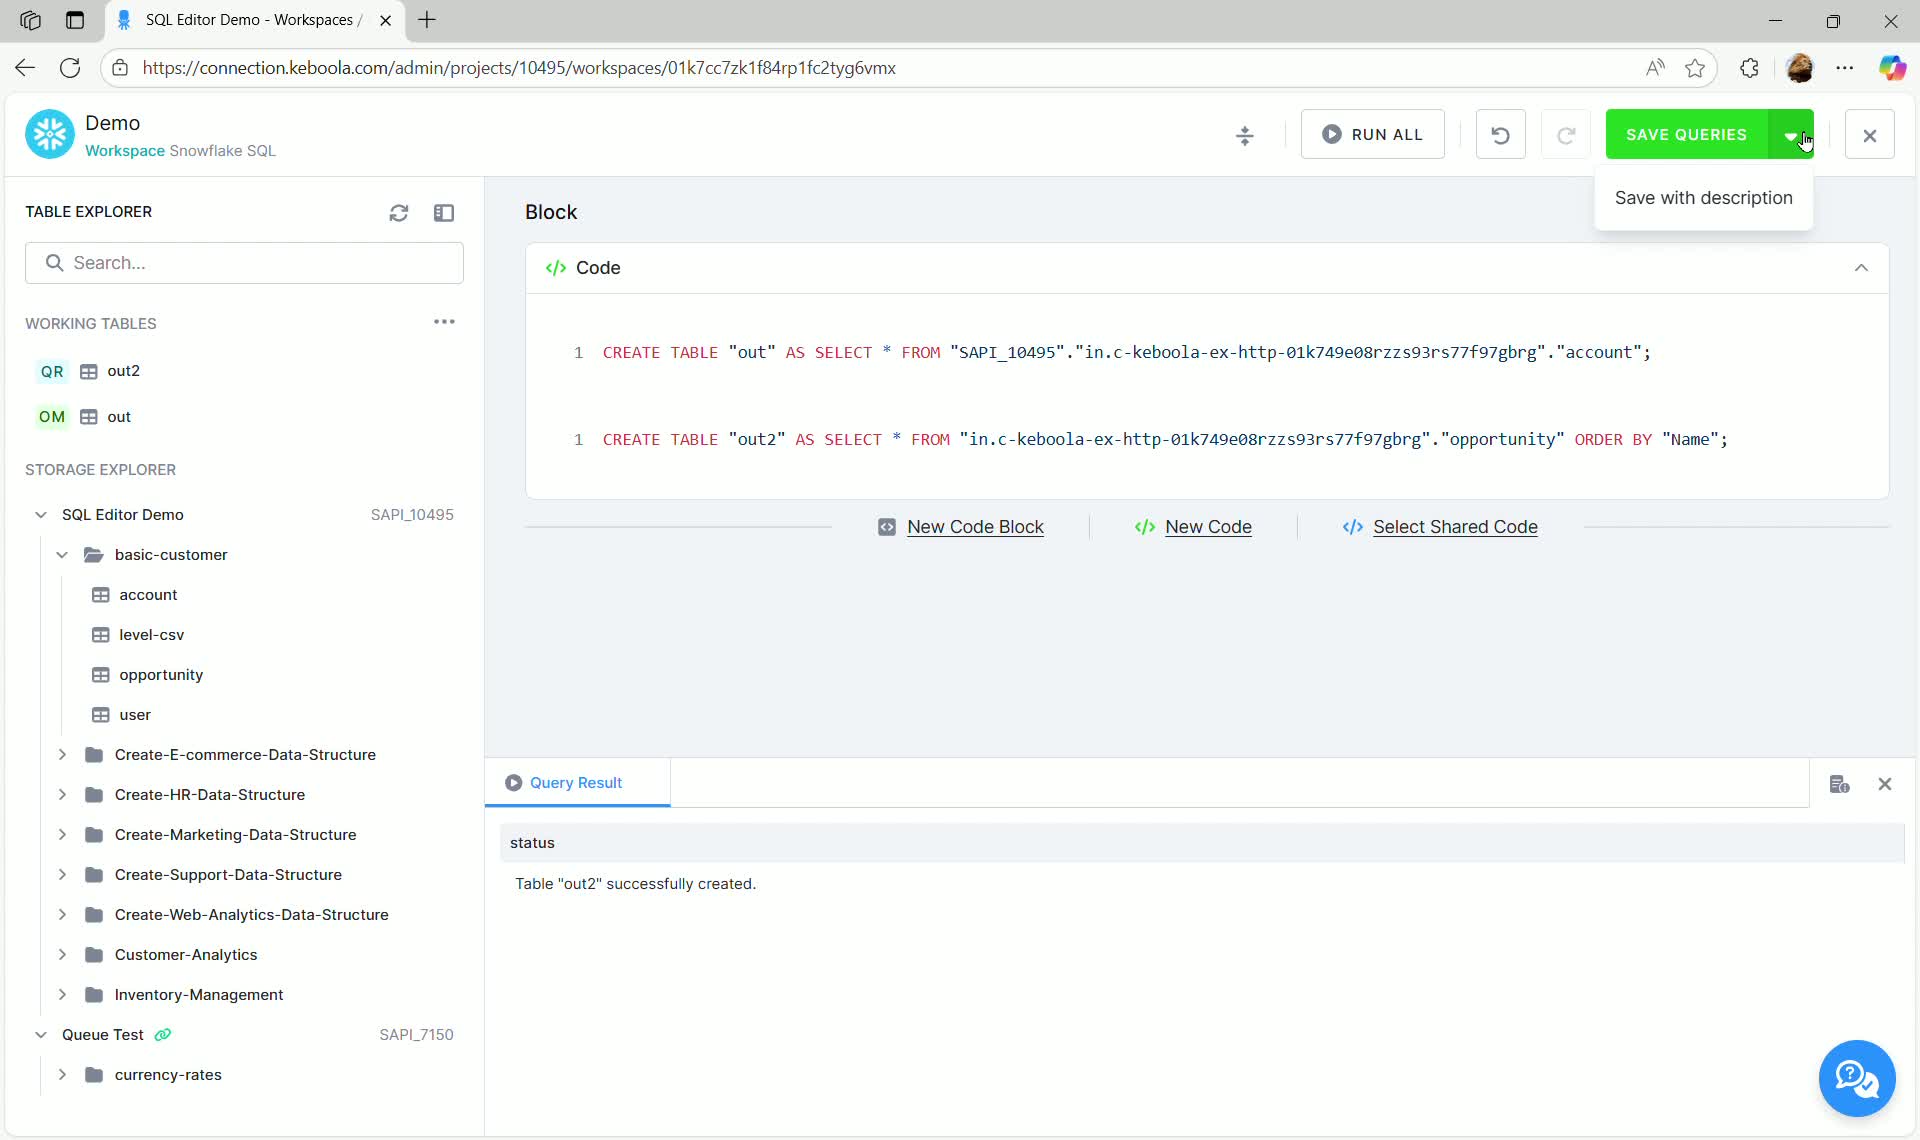 SQL Editor Demo - Workspaces /
https://connection.keboola.com/admin/projects/10495/workspaces/01k7cc7zk1f84rp1fc2tyg6vmx
Demo
Workspace Snowflake SQL
RUN ALL
SAVE QUERIES
Save with description
TABLE EXPLORER
Search...
WORKING TABLES
QR out2
OM out
STORAGE EXPLORER
SQL Editor Demo SAPI_10495
basic-customer
account
level-csv
opportunity
user
Create-E-commerce-Data-Structure
Create-HR-Data-Structure
Create-Marketing-Data-Structure
Create-Support-Data-Structure
Create-Web-Analytics-Data-Structure
Customer-Analytics
Inventory-Management
Queue Test SAPI_7150
currency-rates
Block
</> Code
1 CREATE TABLE "out" AS SELECT * FROM "SAPI_10495"."in.c-keboola-ex-http-01k749e08rzzs93rs77f97gbrg"."account";
1 CREATE TABLE "out2" AS SELECT * FROM "in.c-keboola-ex-http-01k749e08rzzs93rs77f97gbrg"."opportunity" ORDER BY "Name";
New Code Block </> New Code </> Select Shared Code
Query Result
status
Table "out2" successfully created.